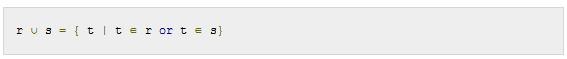 r ∪ s = { t | t ∈ r or t ∈ s}